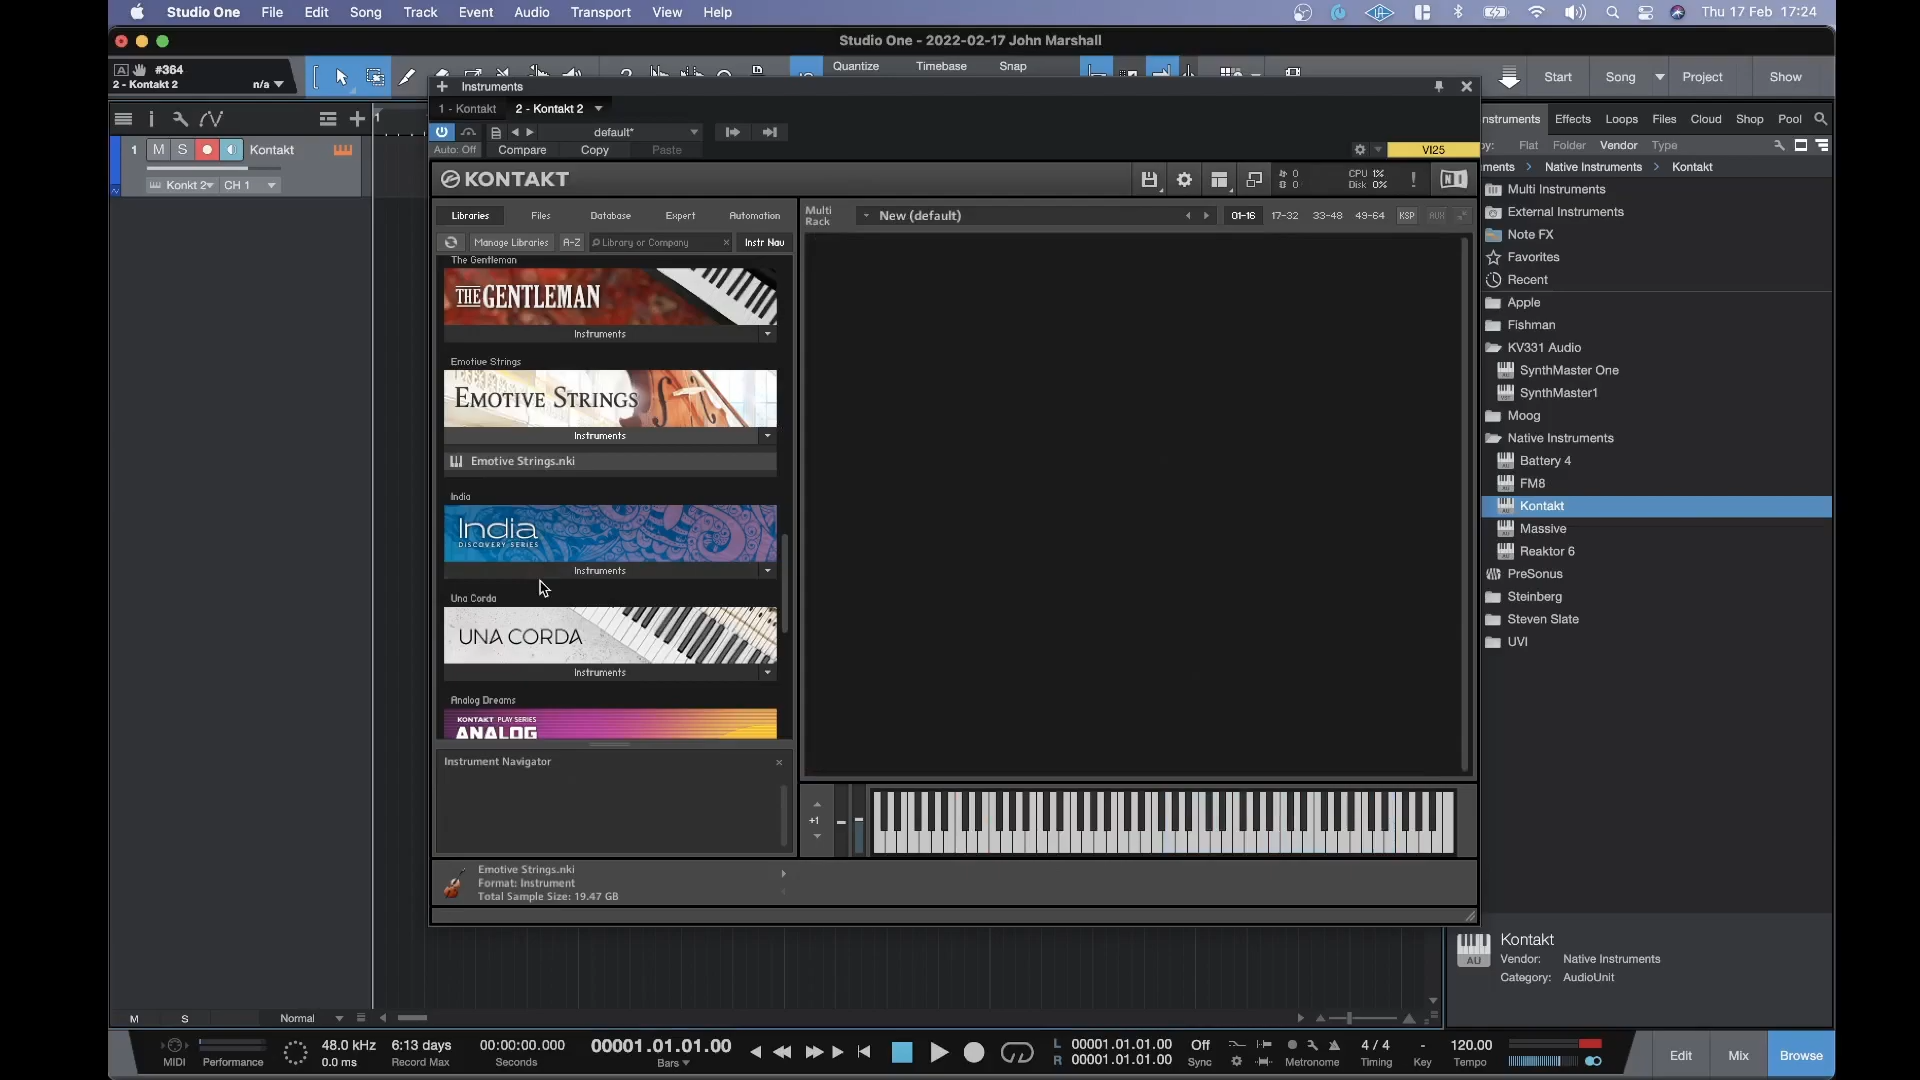 Studio One File Edit Song Track Event Audio Transport View Help
Thu 17 Feb 17:24
Studio One - 2022-02-17 John Marshall
#364
2 - Kontakt 2 n/a
Quantize Timebase Snap
Start Song Project Show
Instruments
1 - Kontakt 2 - Kontakt 2
default*
Auto: Off Compare Copy Paste
VI25
1 M S Kontakt
Konkt 2 CH 1
KONTAKT
0
0
CPU 1%
Disk 0%
Libraries Files Database Expert Automation
Manage Libraries A-Z Library or Company Instr Nav
Multi
Rack
New (default)
01-16 17-32 33-48 49-64 KSP AUX
The Gentleman
THE GENTLEMAN
Instruments
Emotive Strings
EMOTIVE STRINGS
Instruments
Emotive Strings.nki
India
India
DISCOVERY SERIES
Instruments
Una Corda
UNA CORDA
Instruments
Analog Dreams
KONTAKT PLAY SERIES
ANALOG
Instrument Navigator
+1
Emotive Strings.nki
Format: Instrument
Total Sample Size: 19.47 GB
nstruments Effects Loops Files Cloud Shop Pool
by: Flat Folder Vendor Type
ments > Native Instruments > Kontakt
Multi Instruments
External Instruments
Note FX
Favorites
Recent
Apple
Fishman
KV331 Audio
SynthMaster One
SynthMaster1
Moog
Native Instruments
Battery 4
FM8
Kontakt
Massive
Reaktor 6
PreSonus
Steinberg
Steven Slate
UVI
AU
Kontakt
Vendor: Native Instruments
Category: AudioUnit
M S Normal
MIDI
Performance
48.0 kHz
0.0 ms
6:13 days
Record Max
00:00:00.000
Seconds
00001.01.01.00
Bars
L 00001.01.01.00
R 00001.01.01.00
Off
Sync
Metronome
4 / 4
Timing
-
Key
120.00
Tempo
Edit Mix Browse